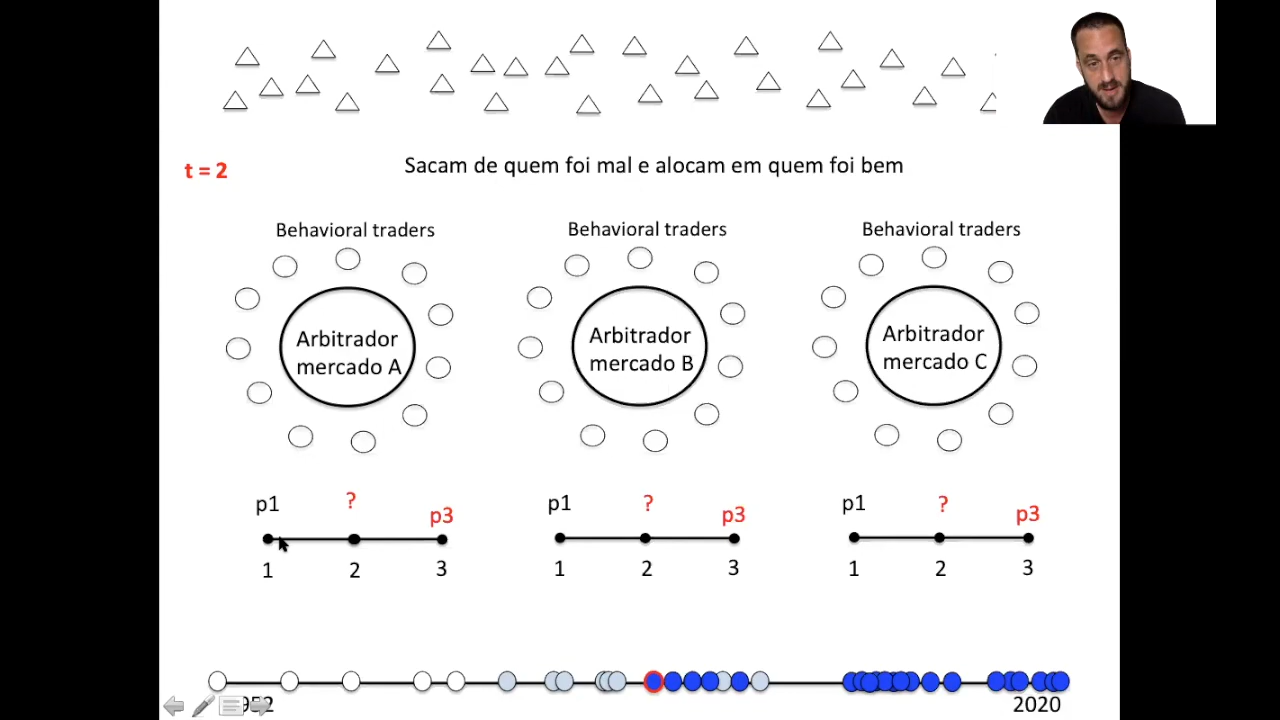 t = 2
Sacam de quem foi mal e alocam em quem foi bem
Behavioral traders
Behavioral traders
Behavioral traders
Arbitrador
mercado A
Arbitrador
mercado B
Arbitrador
mercado C
p1
?
p3
p1
?
p3
p1
?
p3
1
2
3
1
2
3
1
2
3
952
2020